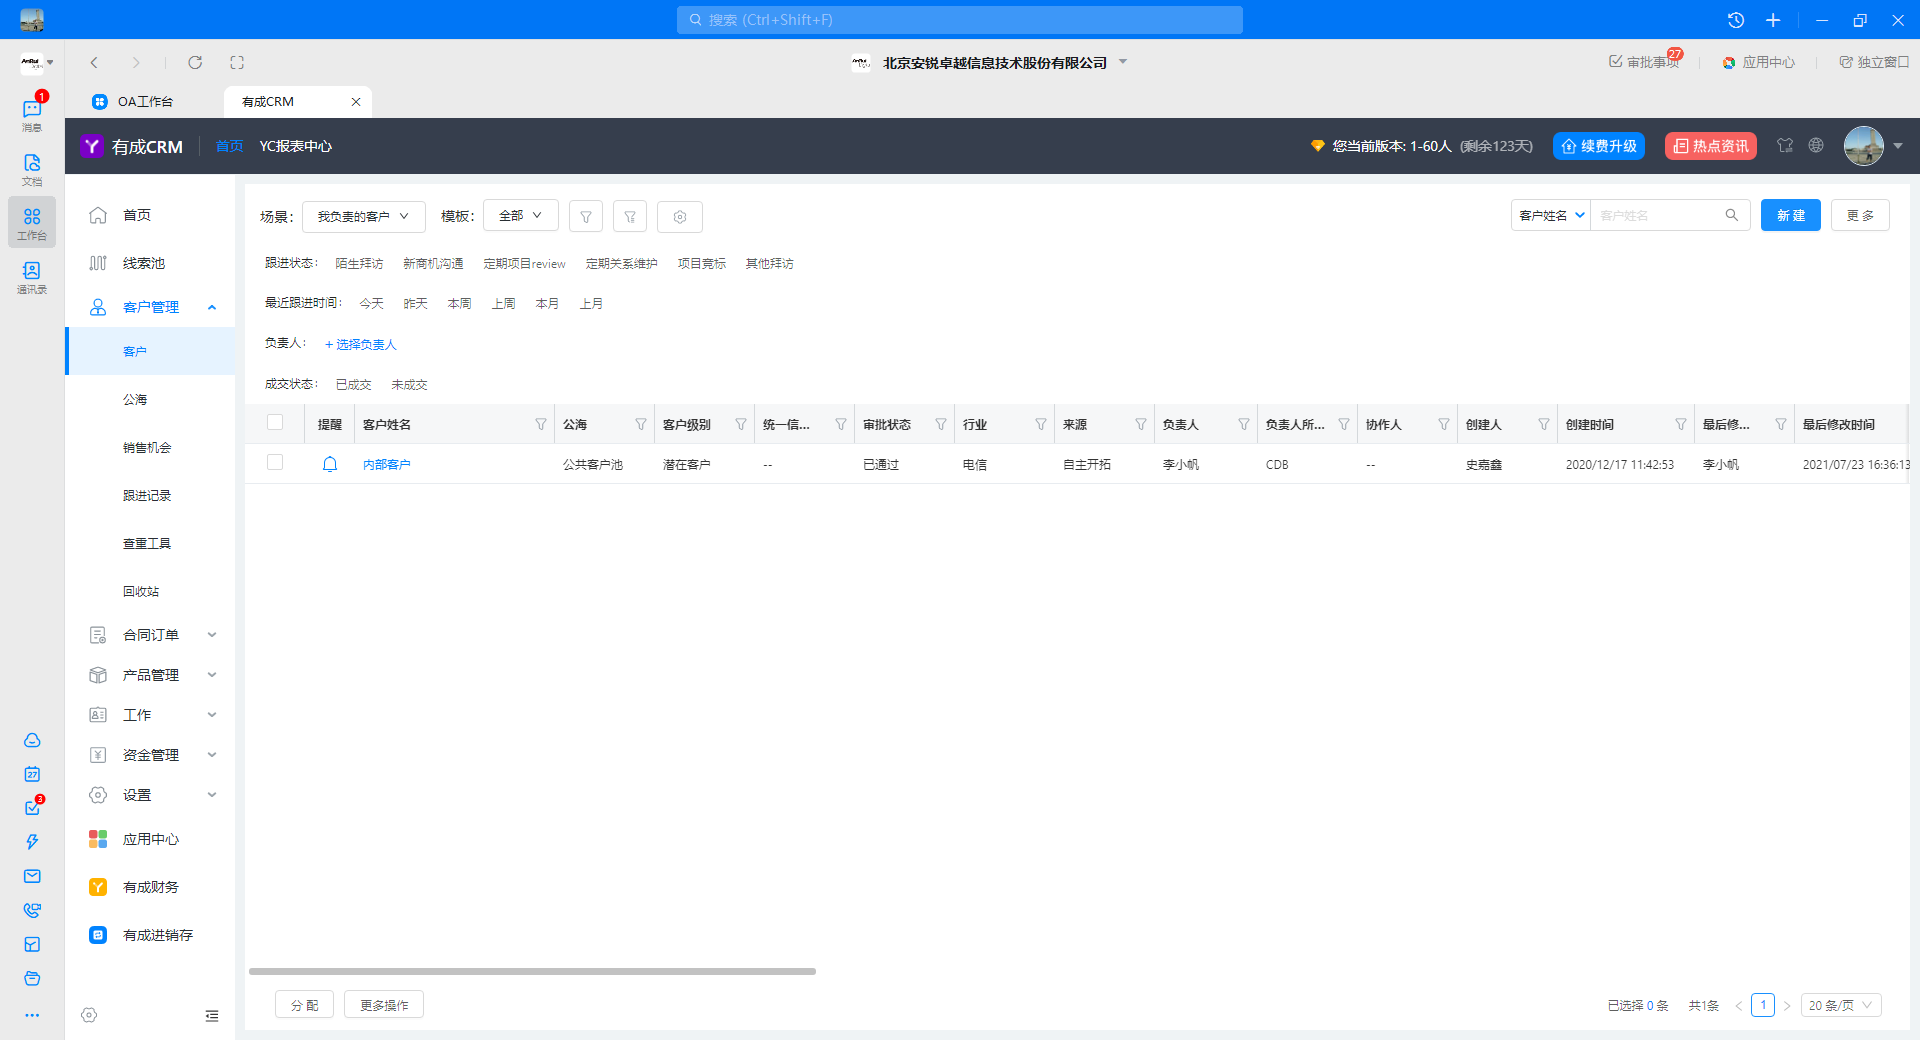 搜索 (Ctrl+Shift+F)
北京安锐卓越信息技术股份有限公司
审批事项 27
应用中心
独立窗口
OA工作台
有成CRM
1
消息
文档
工作台
通讯录
27
3
有成CRM
首页
YC报表中心
您当前版本: 1-60人 (剩余123天)
续费升级
热点资讯
首页
线索池
客户管理
客户
公海
销售机会
跟进记录
查重工具
回收站
合同订单
产品管理
工作
资金管理
设置
应用中心
有成财务
有成进销存
场景: 我负责的客户 模板: 全部
客户姓名 客户姓名 新 建 更 多
跟进状态: 陌生拜访 新商机沟通 定期项目review 定期关系维护 项目竞标 其他拜访
最近跟进时间: 今天 昨天 本周 上周 本月 上月
负责人: + 选择负责人
成交状态: 已成交 未成交
提醒 客户姓名 公海 客户级别 统一信... 审批状态 行业 来源 负责人 负责人所... 协作人 创建人 创建时间 最后修... 最后修改时间
内部客户 公共客户池 潜在客户 -- 已通过 电信 自主开拓 李小帆 CDB -- 史嘉鑫 2020/12/17 11:42:53 李小帆 2021/07/23 16:36:13
分 配 更多操作
已选择 0 条 共1条 < 1 > 20 条/页